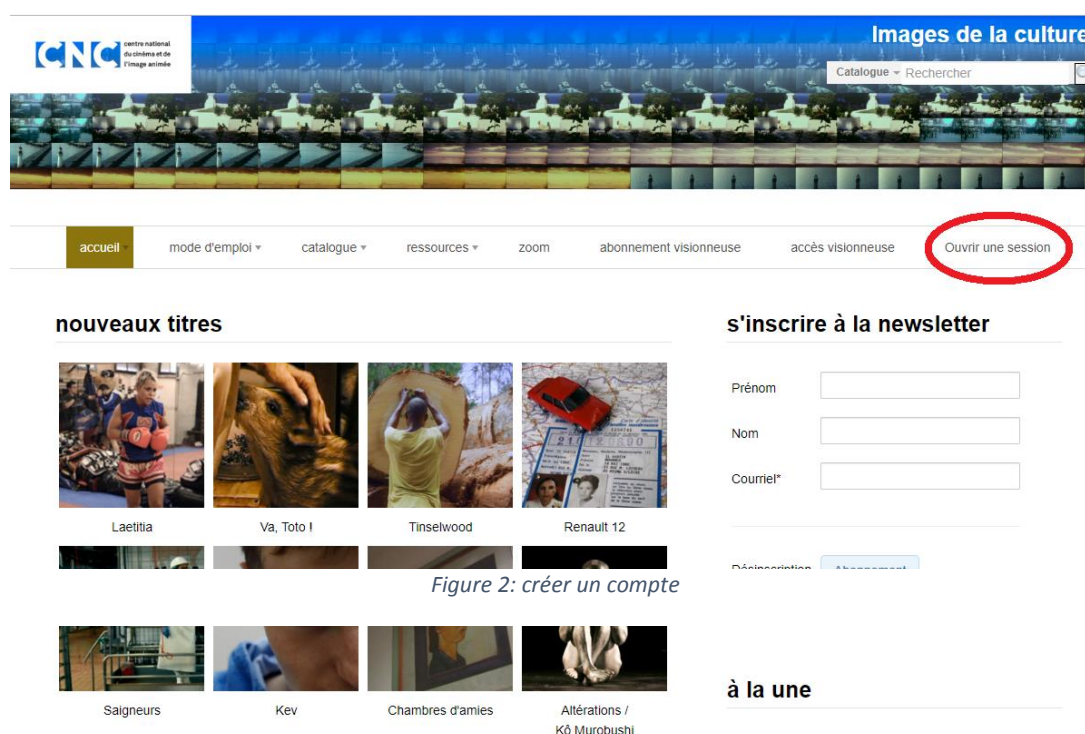 CNC
centre national
du cinéma et de
l'image animée
Images de la culture
Catalogue Rechercher
accueil mode d'emploi catalogue ressources zoom abonnement visionneuse accès visionneuse Ouvrir une session
nouveaux titres
Laetitia Va, Toto ! Tinselwood Renault 12
s'inscrire à la newsletter
Prénom
Nom
Courriel*
Désinscription Abonnement
Figure 2: créer un compte
Saigneurs Kev Chambres d'amies Altérations /
Kô Murobushi
à la une